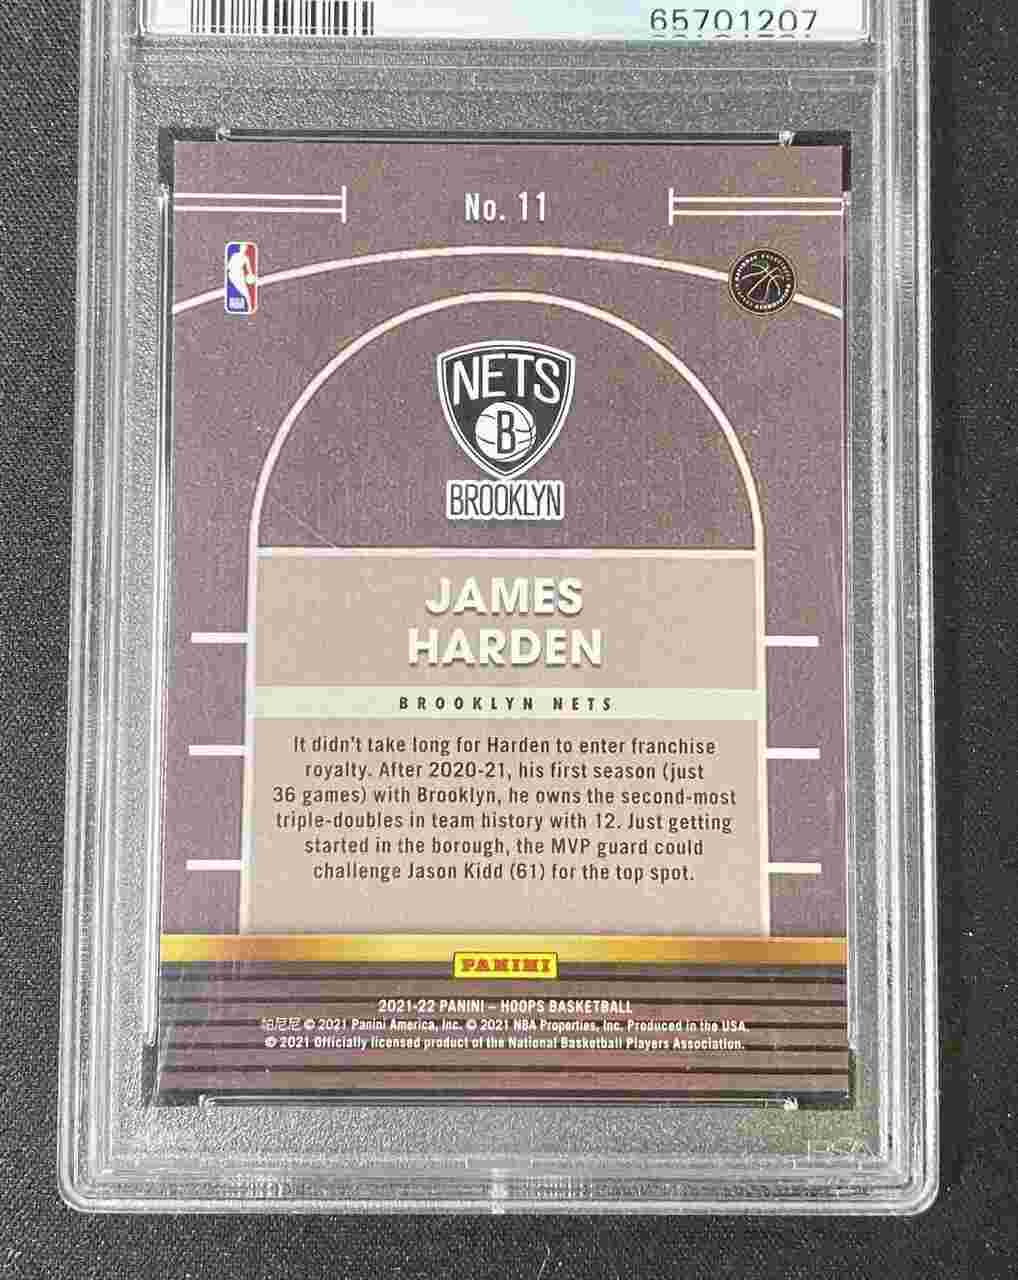 65701207
No. 11
NBA
NETS
B
BROOKLYN
JAMES
HARDEN
BROOKLYN NETS
It didn't take long for Harden to enter franchise
royalty. After 2020-21, his first season (just
36 games) with Brooklyn, he owns the second-most
triple-doubles in team history with 12. Just getting
started in the borough, the MVP guard could
challenge Jason Kidd (61) for the top spot.
PANINI
2021-22 PANINI – HOOPS BASKETBALL
帕尼尼 © 2021 Panini America, Inc. © 2021 NBA Properties, Inc. Produced in the USA.
© 2021 Officially licensed product of the National Basketball Players Association.
PSA